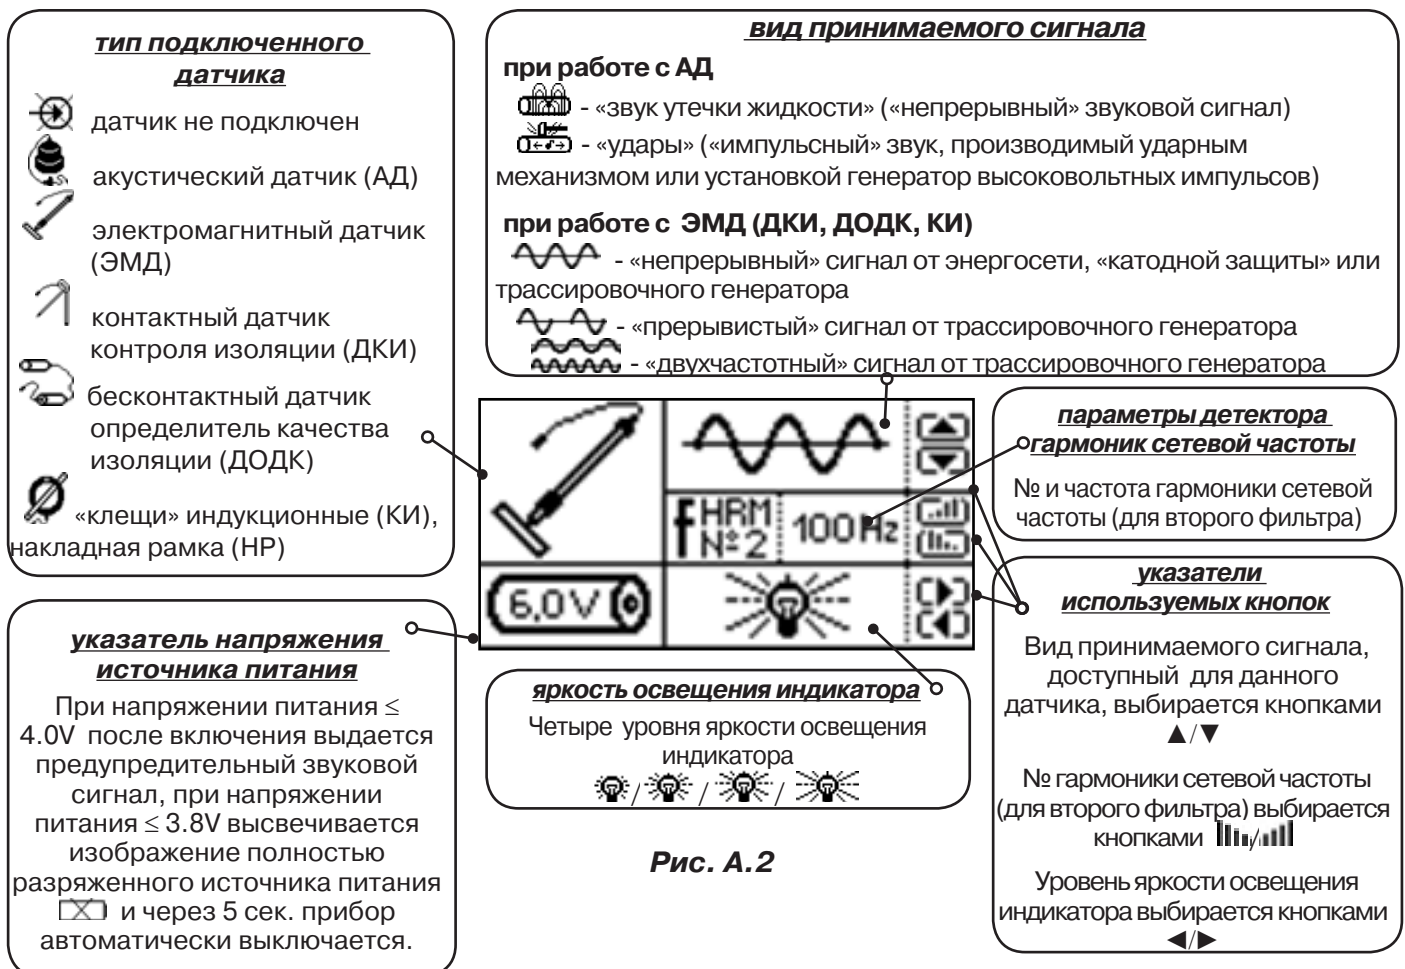 тип подключенного
датчика
датчик не подключен
акустический датчик (АД)
электромагнитный датчик
(ЭМД)
контактный датчик
контроля изоляции (ДКИ)
бесконтактный датчик
определитель качества
изоляции (ДОДК)
«клещи» индукционные (КИ),
накладная рамка (НР)
вид принимаемого сигнала
при работе с АД
- «звук утечки жидкости» («непрерывный» звуковой сигнал)
- «удары» («импульсный» звук, производимый ударным
механизмом или установкой генератор высоковольтных импульсов)
при работе с ЭМД (ДКИ, ДОДК, КИ)
- «непрерывный» сигнал от энергосети, «катодной защиты» или
трассировочного генератора
- «прерывистый» сигнал от трассировочного генератора
- «двухчастотный» сигнал от трассировочного генератора
f HRM
№2
100 Hz
6,0V
параметры детектора
гармоник сетевой частоты
№ и частота гармоники сетевой
частоты (для второго фильтра)
указатель напряжения
источника питания
При напряжении питания ≤
4.0V после включения выдается
предупредительный звуковой
сигнал, при напряжении
питания ≤ 3.8V высвечивается
изображение полностью
разряженного источника питания
и через 5 сек. прибор
автоматически выключается.
яркость освещения индикатора
Четыре уровня яркости освещения
индикатора
/ / /
Рис. А.2
указатели
используемых кнопок
Вид принимаемого сигнала,
доступный для данного
датчика, выбирается кнопками
▲/▼
№ гармоники сетевой частоты
(для второго фильтра) выбирается
кнопками /
Уровень яркости освещения
индикатора выбирается кнопками
◄/►